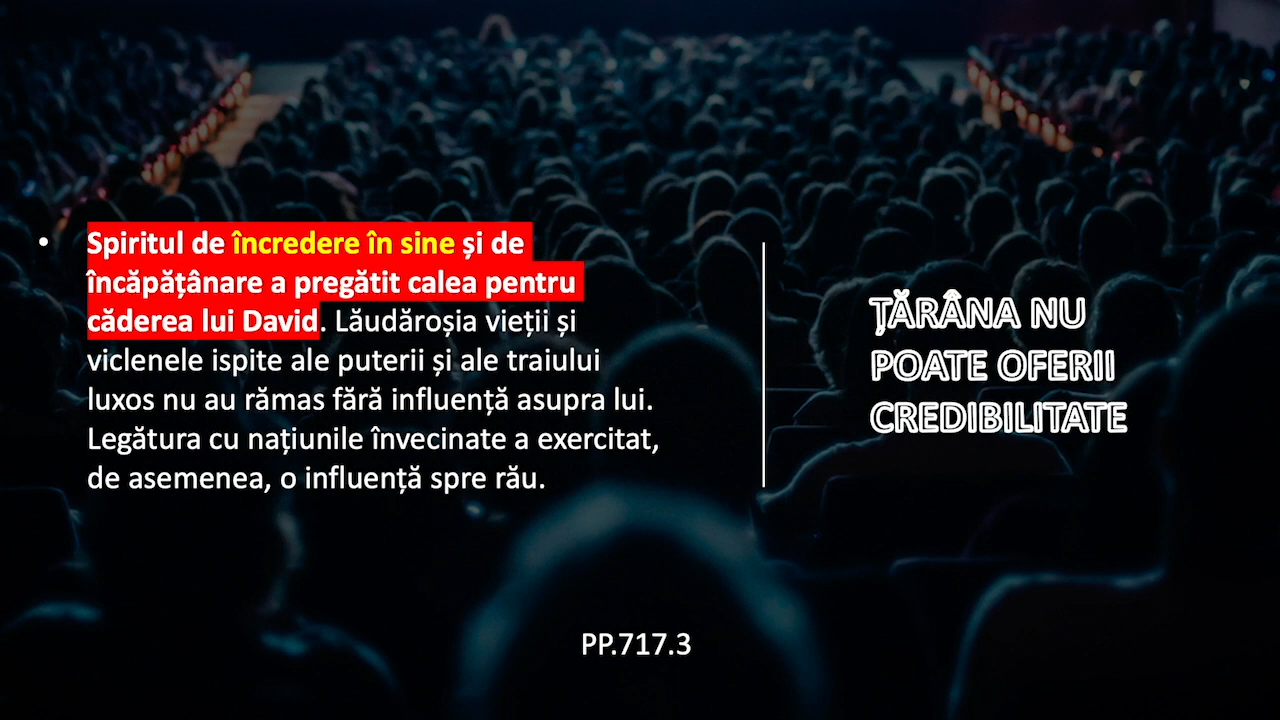 • Spiritul de încredere în sine și de
încăpățânare a pregătit calea pentru
căderea lui David. Lăudăroșia vieții și
viclenele ispite ale puterii și ale traiului
luxos nu au rămas fără influență asupra lui.
Legătura cu națiunile învecinate a exercitat,
de asemenea, o influență spre rău.
ȚĂRÂNA NU
POATE OFERII
CREDIBILITATE
PP.717.3